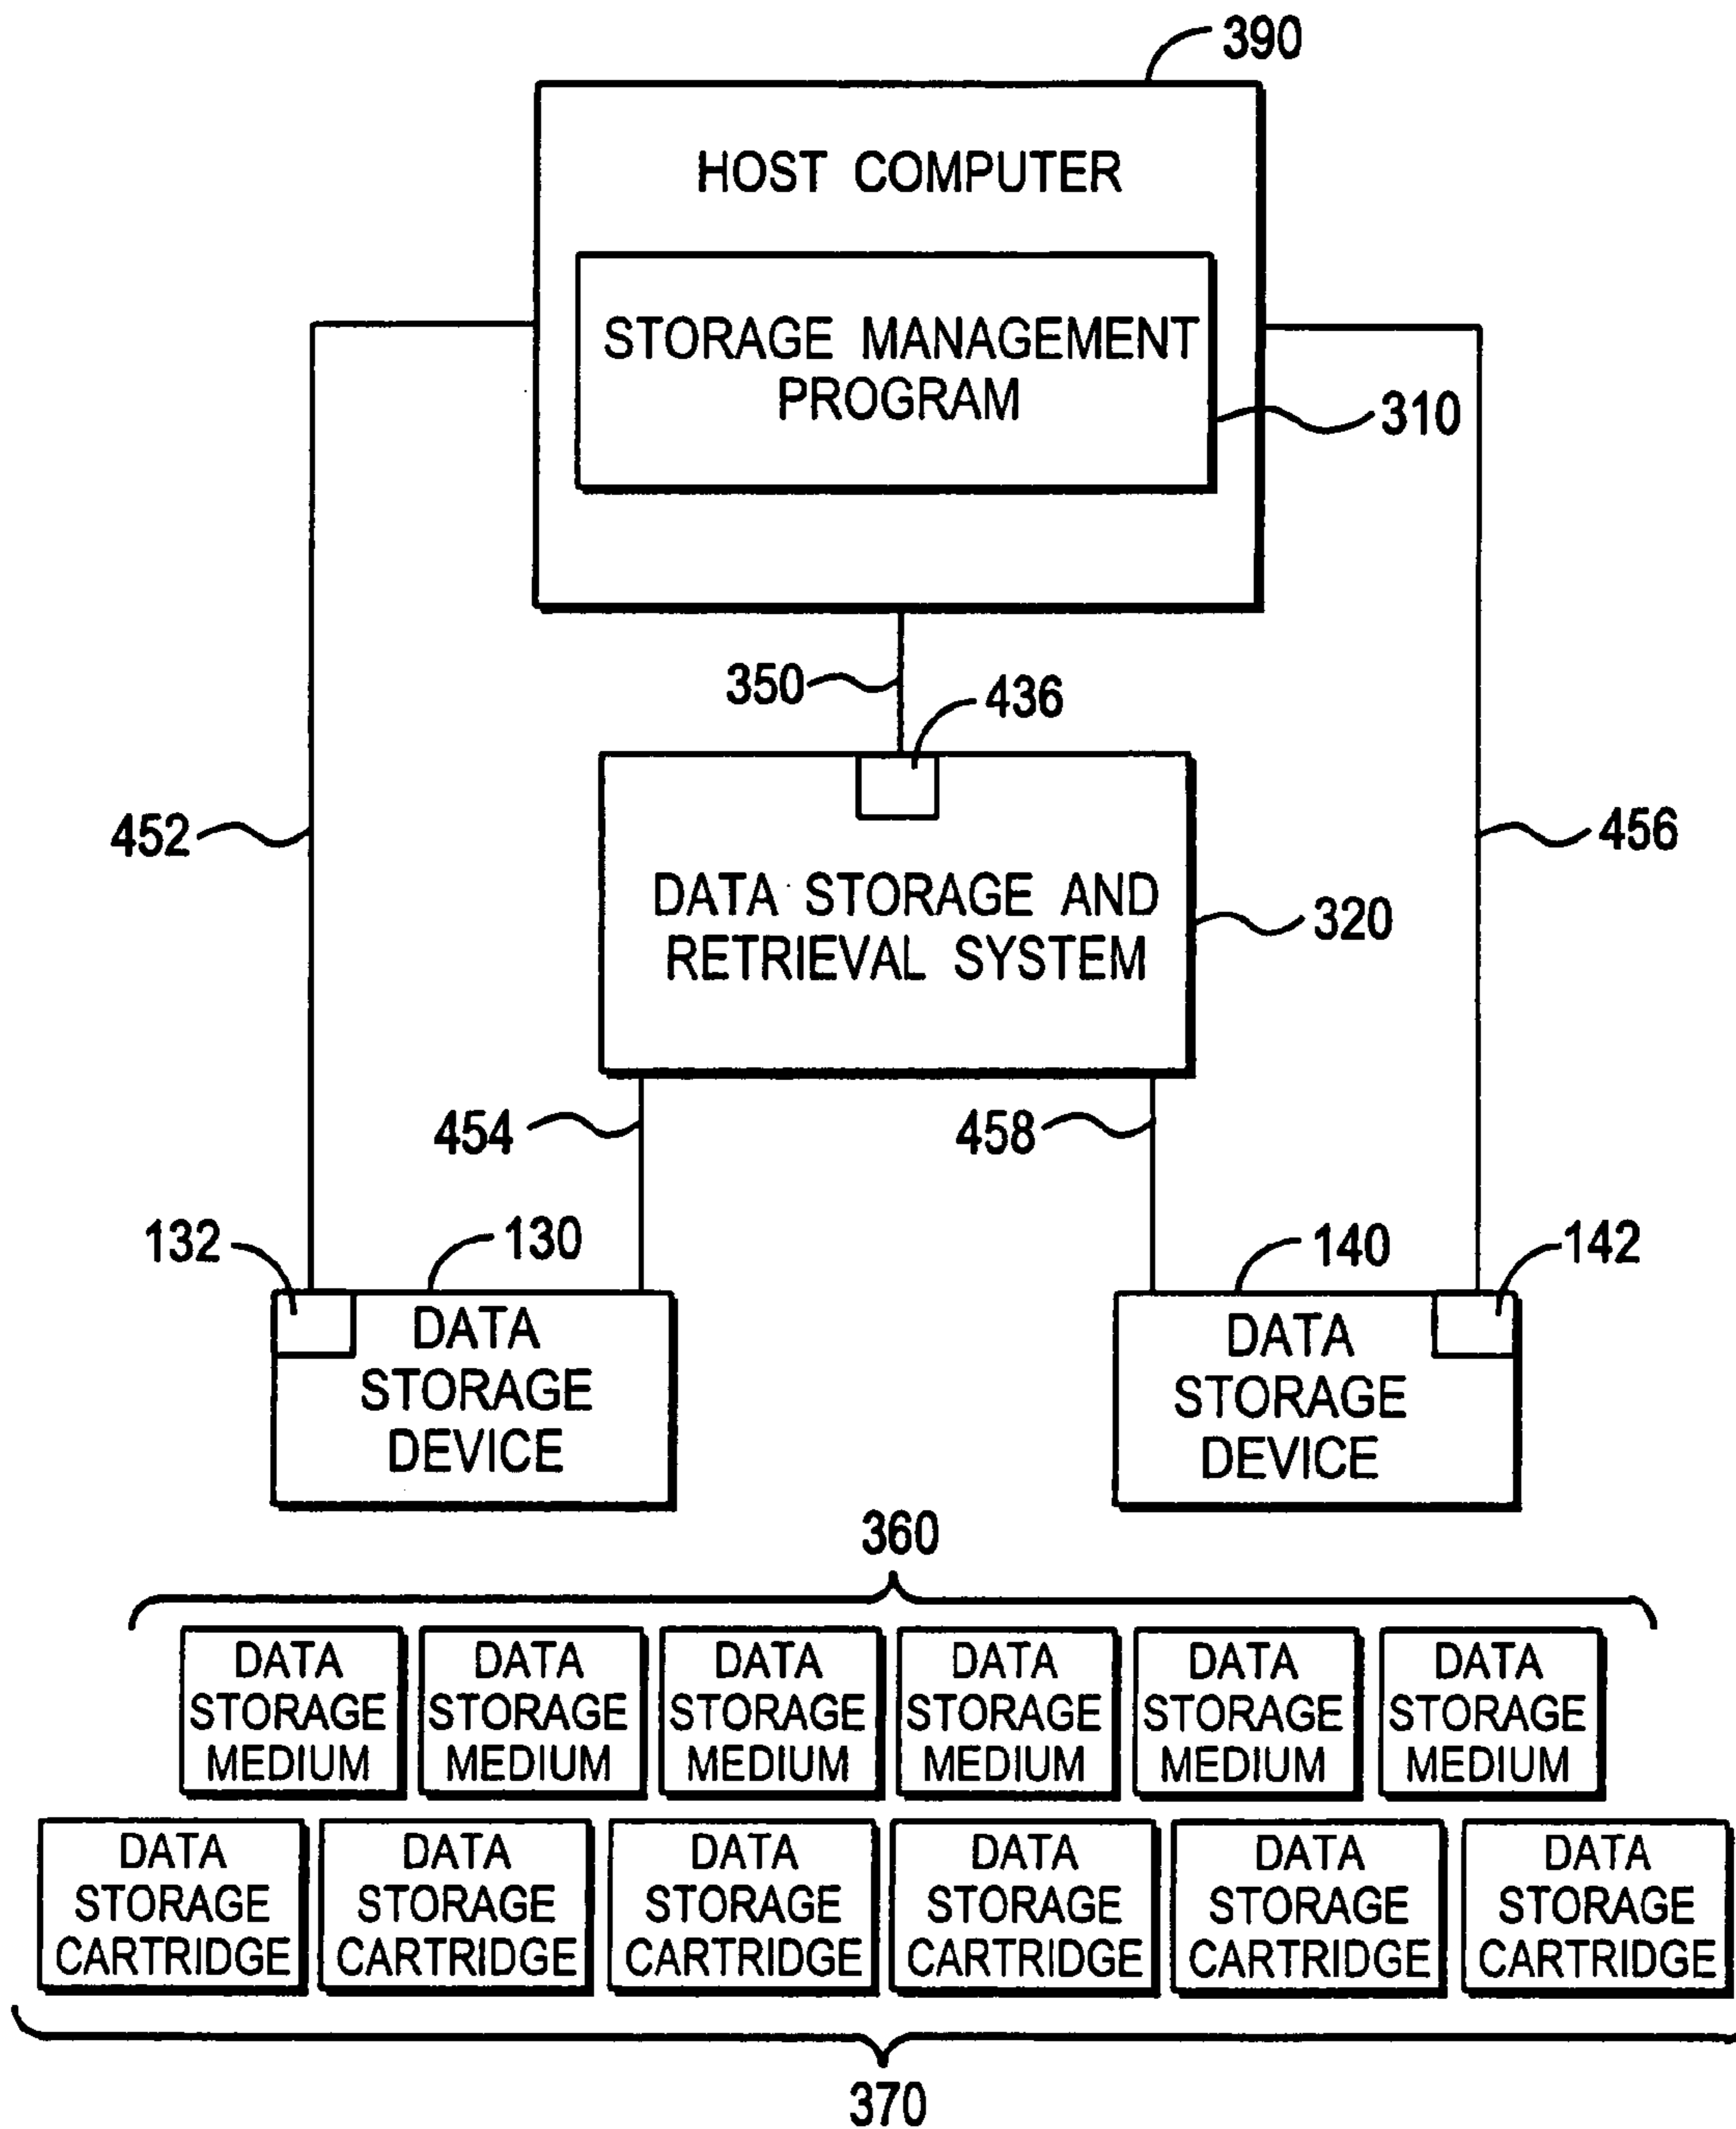 390
HOST COMPUTER
STORAGE MANAGEMENT
PROGRAM
310
350
436
452
456
DATA STORAGE AND
RETRIEVAL SYSTEM
320
454
458
132
130
140
142
DATA
STORAGE
DEVICE
DATA
STORAGE
DEVICE
360
DATA
STORAGE
MEDIUM
DATA
STORAGE
MEDIUM
DATA
STORAGE
MEDIUM
DATA
STORAGE
MEDIUM
DATA
STORAGE
MEDIUM
DATA
STORAGE
MEDIUM
DATA
STORAGE
CARTRIDGE
DATA
STORAGE
CARTRIDGE
DATA
STORAGE
CARTRIDGE
DATA
STORAGE
CARTRIDGE
DATA
STORAGE
CARTRIDGE
DATA
STORAGE
CARTRIDGE
370